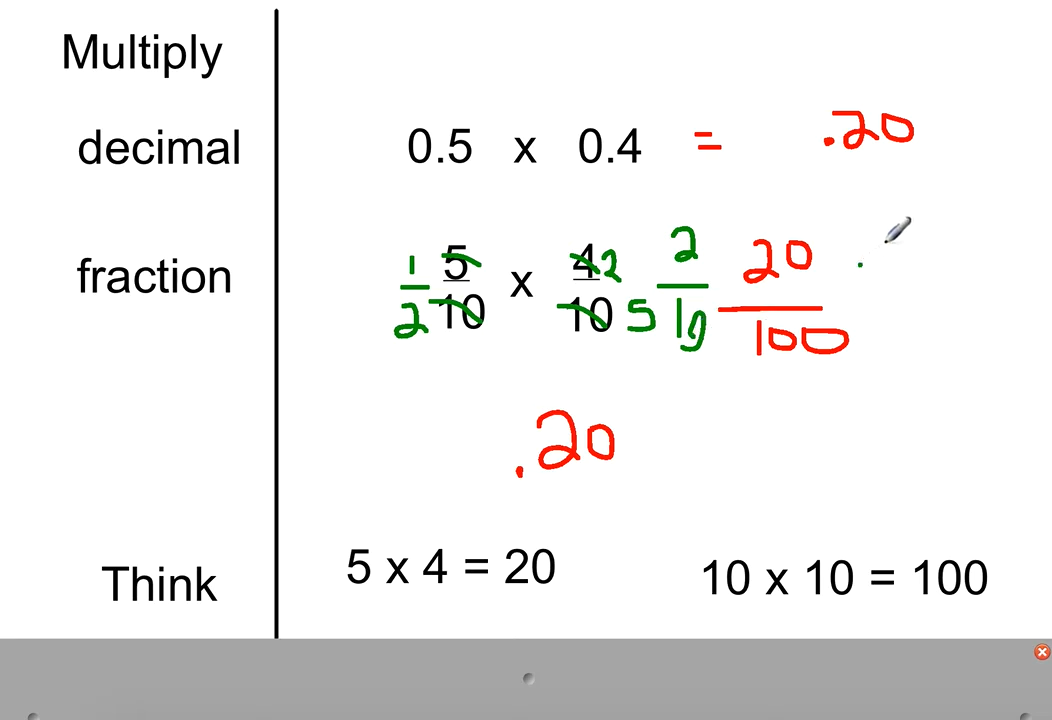 Multiply
decimal 0.5 x 0.4 = .20
fraction 1/2 5/10 x 4/10 2 5 2/10 20/100 .
.20
Think 5 x 4 = 20 10 x 10 = 100